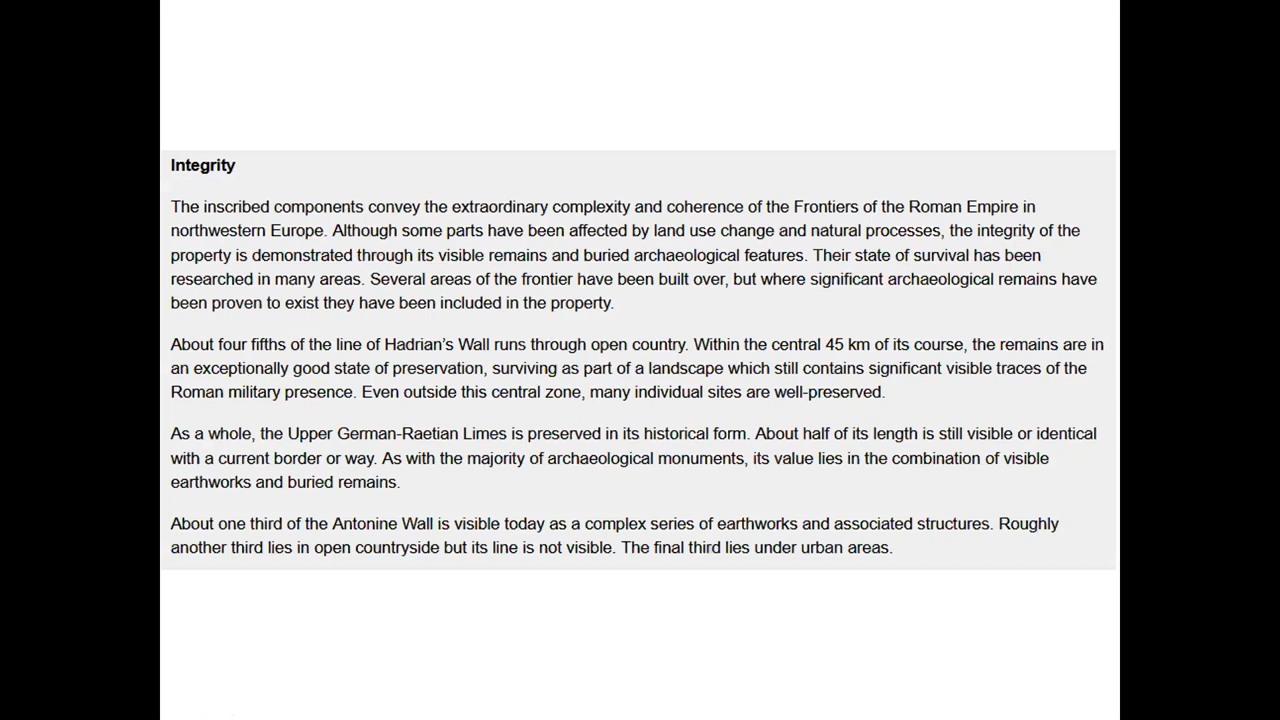 Integrity
The inscribed components convey the extraordinary complexity and coherence of the Frontiers of the Roman Empire in
northwestern Europe. Although some parts have been affected by land use change and natural processes, the integrity of the
property is demonstrated through its visible remains and buried archaeological features. Their state of survival has been
researched in many areas. Several areas of the frontier have been built over, but where significant archaeological remains have
been proven to exist they have been included in the property.
About four fifths of the line of Hadrian’s Wall runs through open country. Within the central 45 km of its course, the remains are in
an exceptionally good state of preservation, surviving as part of a landscape which still contains significant visible traces of the
Roman military presence. Even outside this central zone, many individual sites are well-preserved.
As a whole, the Upper German-Raetian Limes is preserved in its historical form. About half of its length is still visible or identical
with a current border or way. As with the majority of archaeological monuments, its value lies in the combination of visible
earthworks and buried remains.
About one third of the Antonine Wall is visible today as a complex series of earthworks and associated structures. Roughly
another third lies in open countryside but its line is not visible. The final third lies under urban areas.